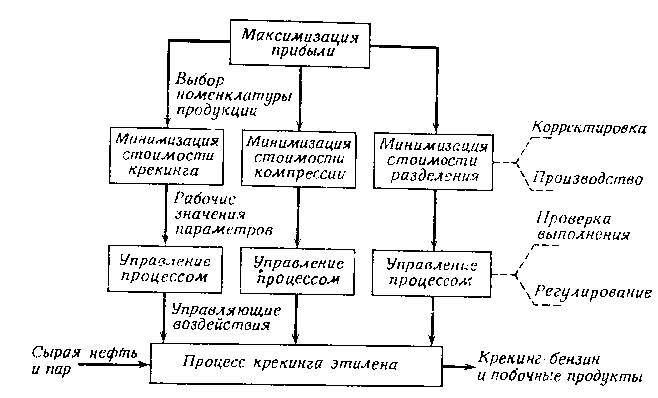 Максимизация
прибыли
Выбор
номенклатуры
продукции
Минимизация
стоимости
крекинга
Минимизация
стоимости
компрессии
Минимизация
стоимости
разделения
Корректировка
Производство
Рабочие
значения
параметров
Управление
процессом
Управление
процессом
Управление
процессом
Проверка
выполнения
Регулирование
Управляющие
воздействия
Сырая нефть
и пар
Процесс крекинга этилена
Крекинг-бензин
и побочные продукты